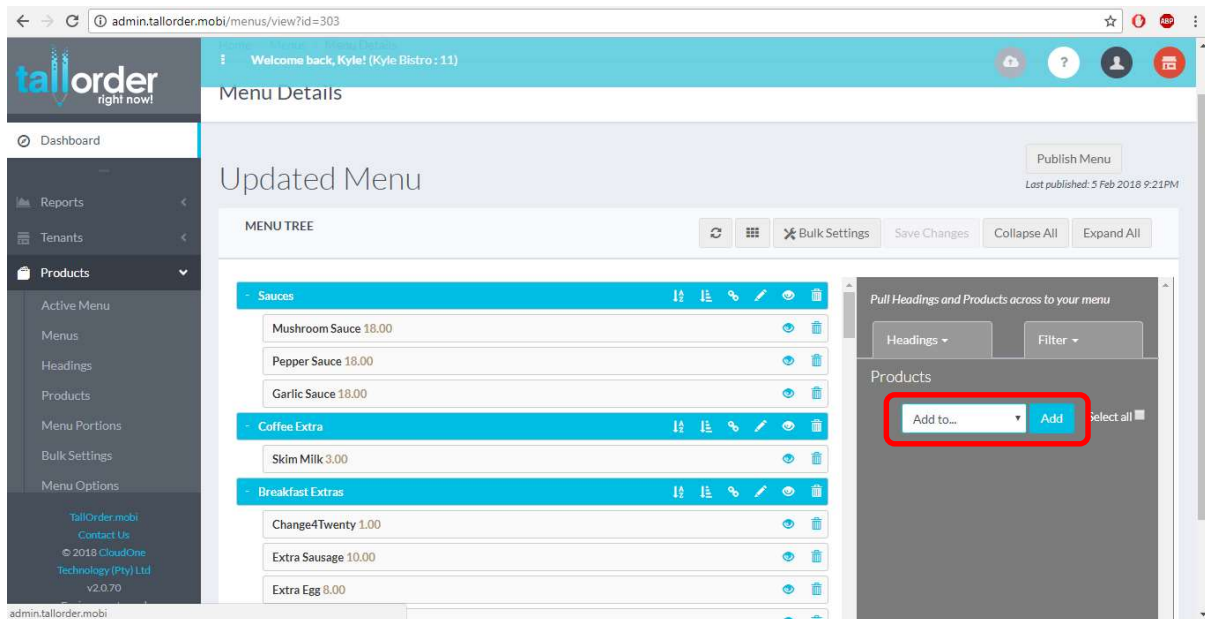 admin.tallorder.mobi/menus/view?id=303
ABP
tallorder
right now!
Home Menus Menu Details
Welcome back, Kyle! (Kyle Bistro : 11)
?
Menu Details
Dashboard
Reports
Tenants
Products
Active Menu
Menus
Headings
Products
Menu Portions
Bulk Settings
Menu Options
TallOrder.mobi
Contact Us
© 2018 CloudOne
Technology (Pty) Ltd
v2.0.70
admin.tallorder.mobi
Updated Menu
Publish Menu
Last published: 5 Feb 2018 9:21PM
MENU TREE
Bulk Settings
Save Changes
Collapse All
Expand All
- Sauces
Mushroom Sauce 18.00
Pepper Sauce 18.00
Garlic Sauce 18.00
- Coffee Extra
Skim Milk 3.00
- Breakfast Extras
Change4Twenty 1.00
Extra Sausage 10.00
Extra Egg 8.00
Pull Headings and Products across to your menu
Headings
Filter
Products
Add to...
Add
Select all